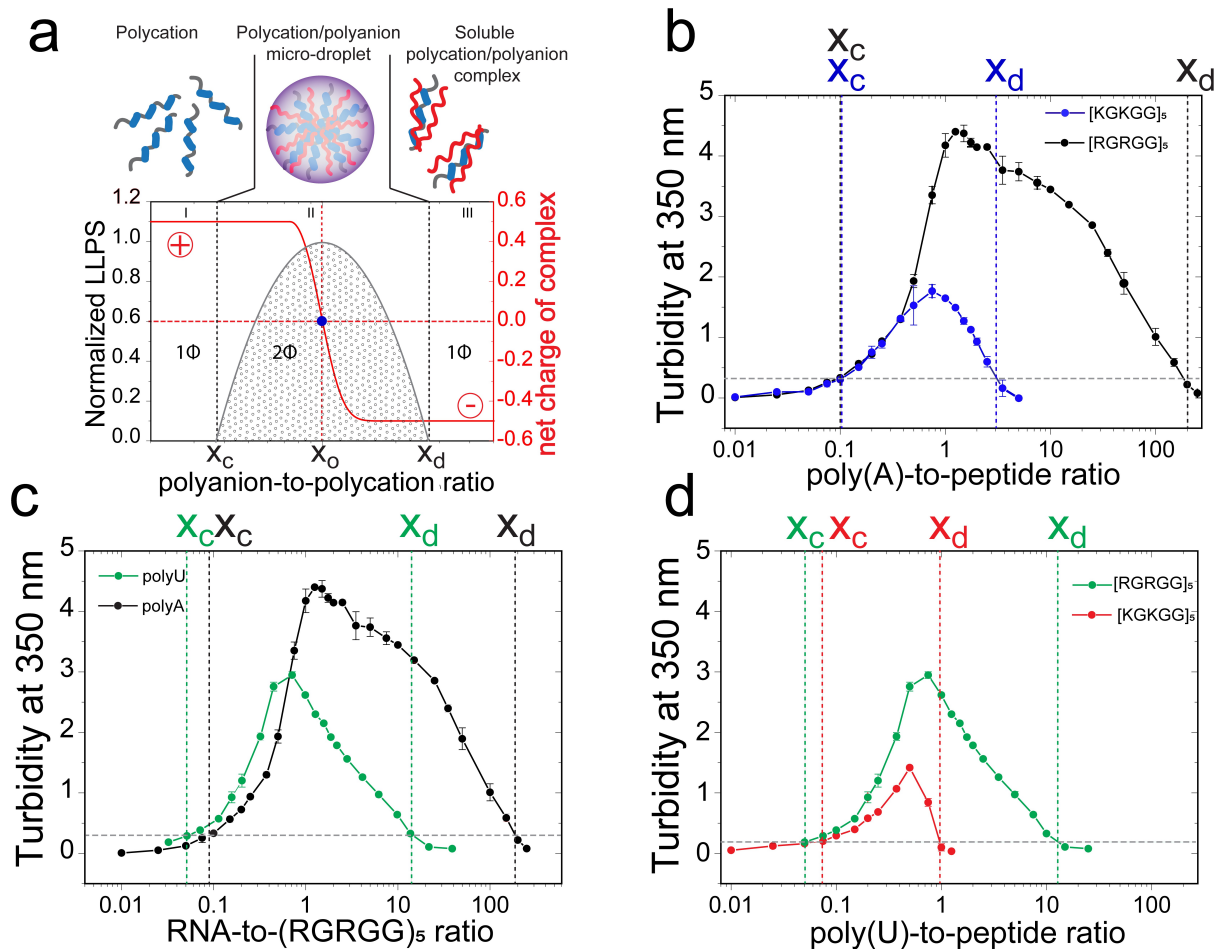 a
Polycation
Polycation/polyanion
micro-droplet
Soluble
polycation/polyanion
complex
Normalized LLPS
1.2
1.0
0.8
0.6
0.4
0.2
0.0
I
II
III
+
-
1Φ
2Φ
1Φ
0.6
0.4
0.2
0.0
-0.2
-0.4
-0.6
net charge of complex
Xc
Xo
Xd
polyanion-to-polycation ratio
b
Xc
Xc
Xd
Xd
Turbidity at 350 nm
5
4
3
2
1
0
[KGKGG]₅
[RGRGG]₅
0.01
0.1
1
10
100
poly(A)-to-peptide ratio
c
Xc
Xc
Xd
Xd
Turbidity at 350 nm
5
4
3
2
1
0
polyU
polyA
0.01
0.1
1
10
100
RNA-to-(RGRGG)₅ ratio
d
Xc
Xc
Xd
Xd
Turbidity at 350 nm
5
4
3
2
1
0
[RGRGG]₅
[KGKGG]₅
0.01
0.1
1
10
100
poly(U)-to-peptide ratio